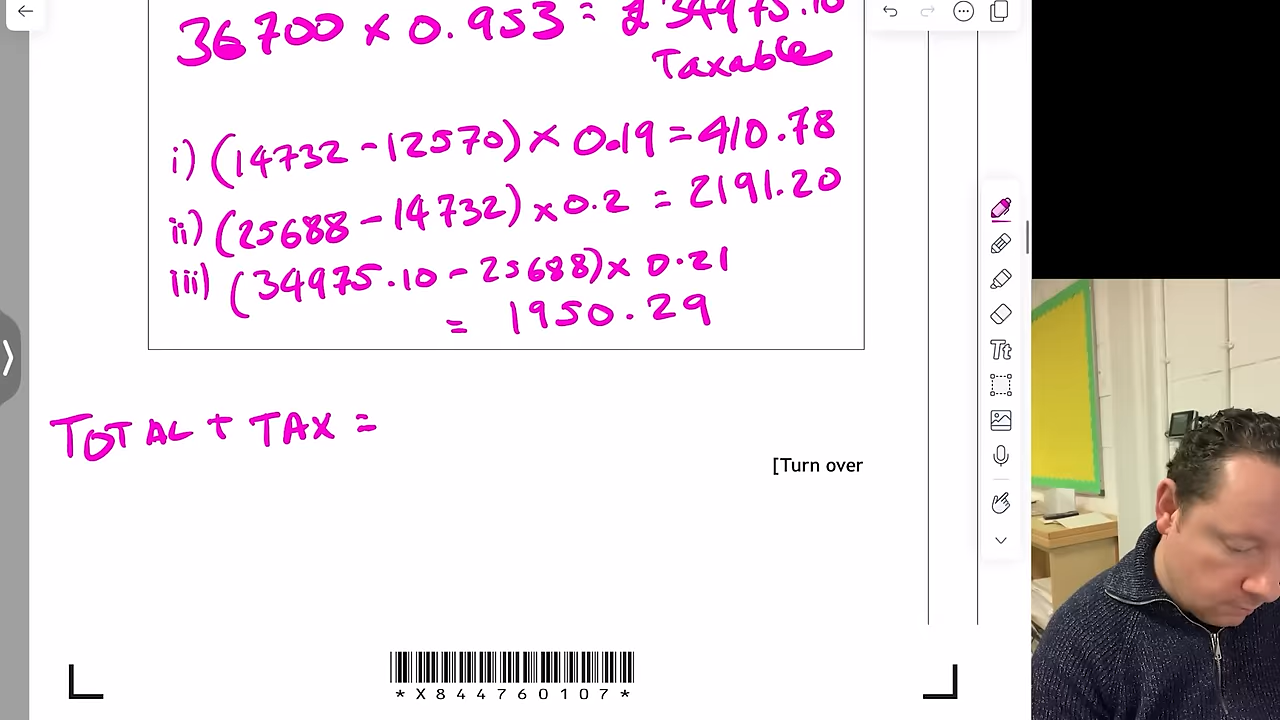 36700 × 0.953 = £34975.10
Taxable
i) (14732 - 12570) × 0.19 = 410.78
ii) (25688 - 14732) × 0.2 = 2191.20
iii) (34975.10 - 25688) × 0.21
= 1950.29
TOTAL + TAX =
[Turn over
*X844760107*
Tt